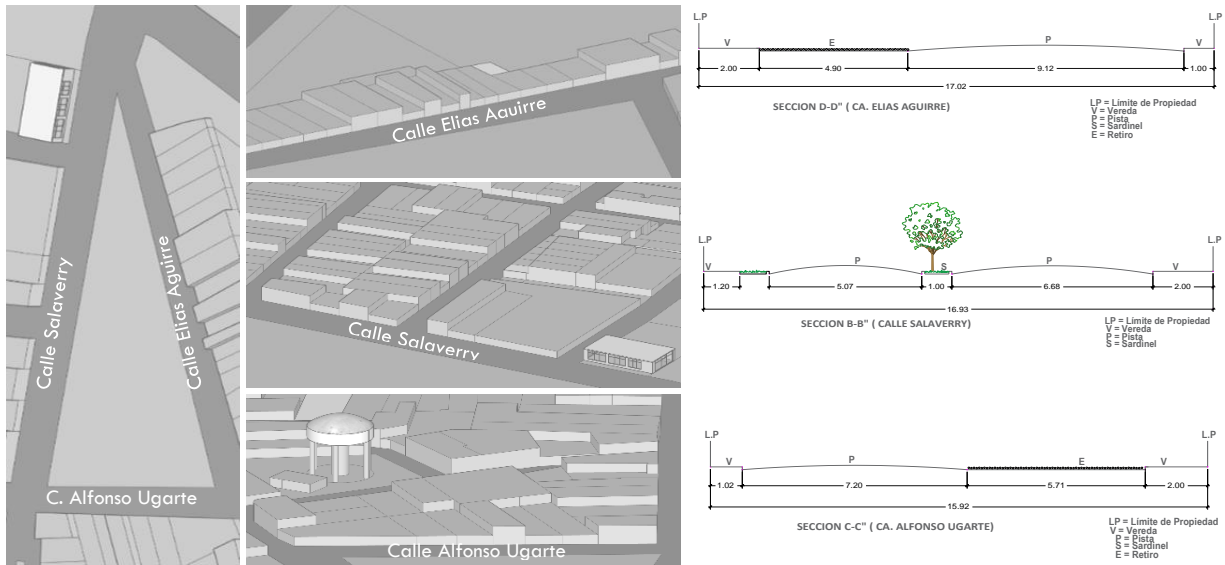 Calle Salaverry
Calle Elias Aguirre
C. Alfonso Ugarte
Calle Elias Aguirre
Calle Salaverry
Calle Alfonso Ugarte
L.P L.P
V E P V
2.00 4.90 9.12 1.00
17.02
SECCION D-D" ( CA. ELIAS AGUIRRE)
LP = Límite de Propiedad
V = Vereda
P = Pista
S = Sardinel
E = Retiro
L.P L.P
V P S P V
1.20 5.07 1.00 6.68 2.00
16.93
SECCION B-B" ( CALLE SALAVERRY)
LP = Límite de Propiedad
V = Vereda
P = Pista
S = Sardinel
L.P L.P
V P E V
1.02 7.20 5.71 2.00
15.92
SECCION C-C" ( CA. ALFONSO UGARTE)
LP = Límite de Propiedad
V = Vereda
P = Pista
S = Sardinel
E = Retiro